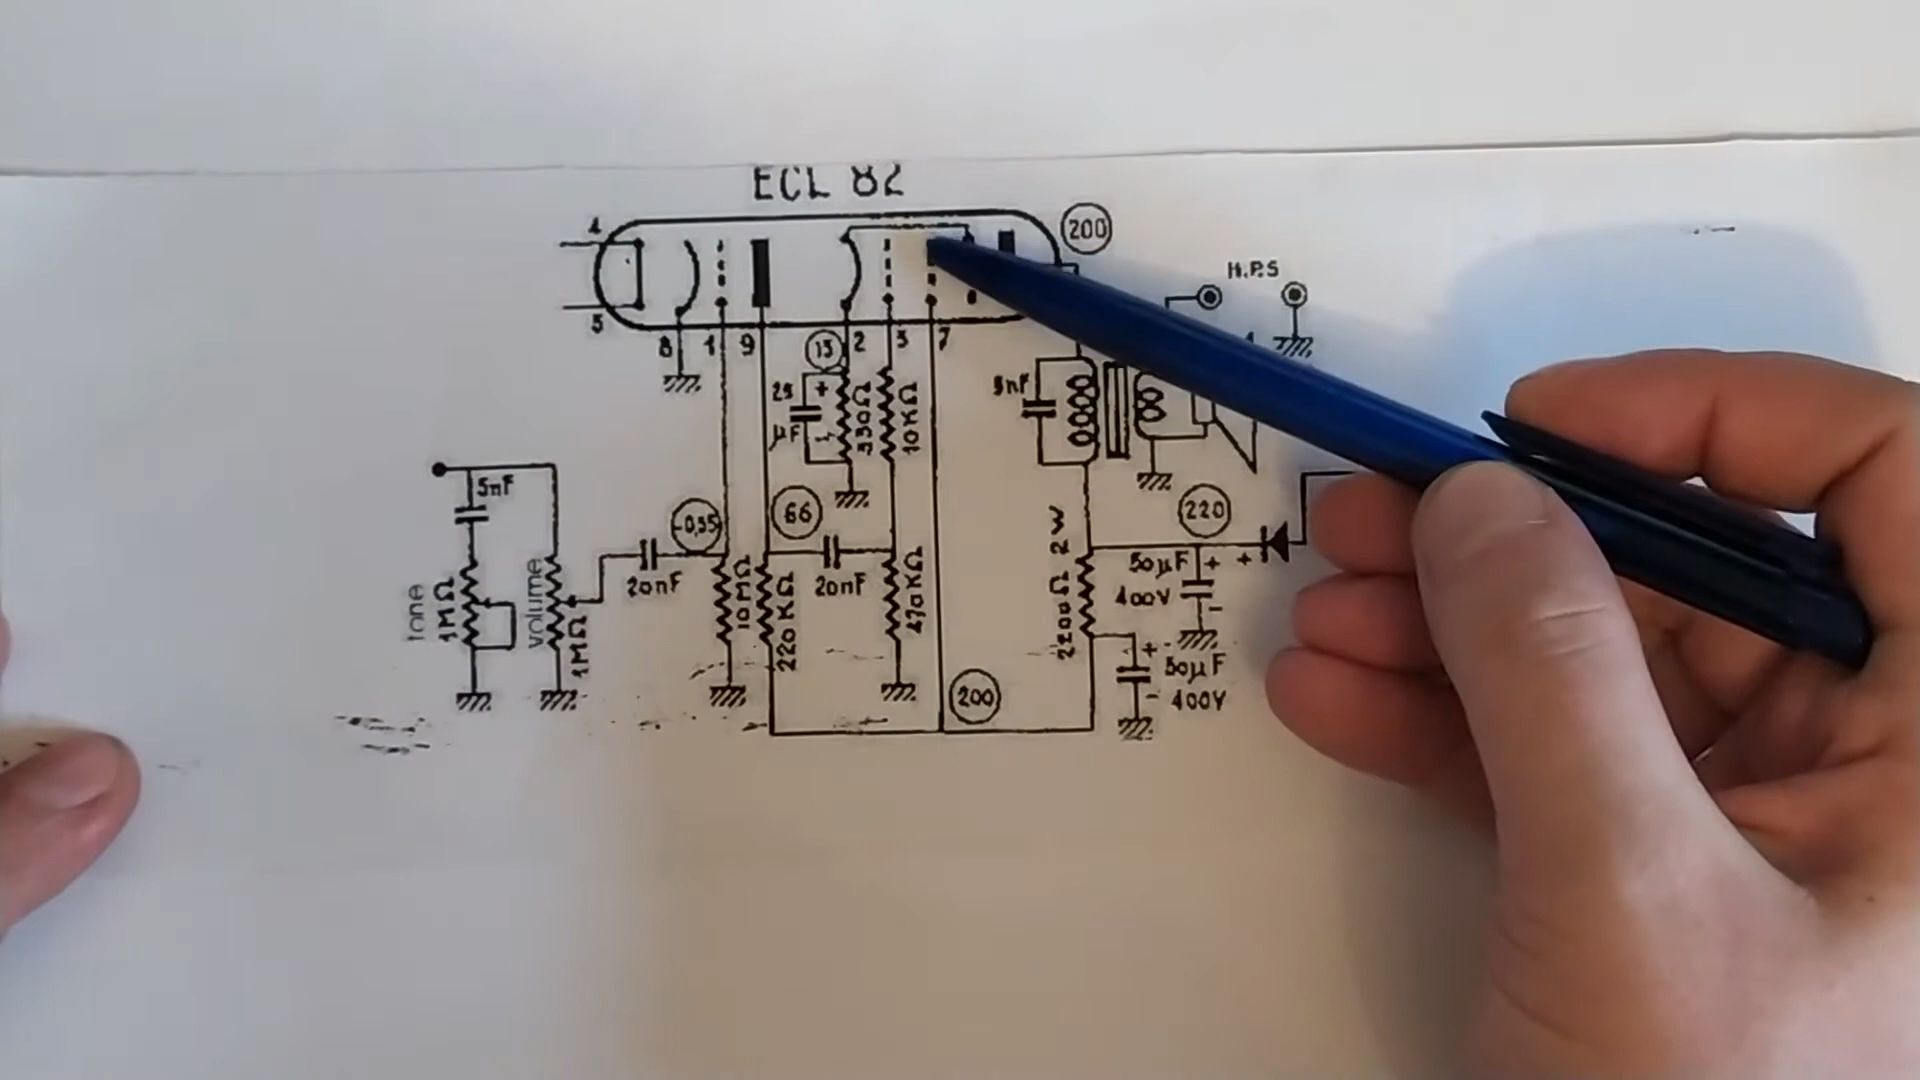 ECL 82
4
5
8
1
9
2
3
7
200
H.P.S
13
25
µF
+
-
330Ω
10KΩ
5nF
5nF
tone
1MΩ
volume
1MΩ
20nF
-0,35
10MΩ
66
220KΩ
20nF
470KΩ
200
2200Ω 2W
220
50µF
400V
+
-
+
50µF
400V
+
-